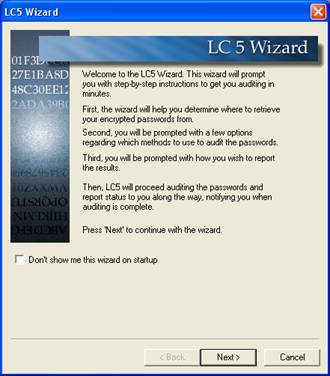 LC5 Wizard
LC 5 Wizard
Welcome to the LC5 Wizard. This wizard will prompt
you with step-by-step instructions to get you auditing in
minutes.
First, the wizard will help you determine where to retrieve
your encrypted passwords from.
Second, you will be prompted with a few options
regarding which methods to use to audit the passwords.
Third, you will be prompted with how you wish to report
the results.
Then, LC5 will proceed auditing the passwords and
report status to you along the way, notifying you when
auditing is complete.
Press 'Next' to continue with the wizard.
Don't show me this wizard on startup
< Back
Next >
Cancel
27E1BA8D
48C30EE12